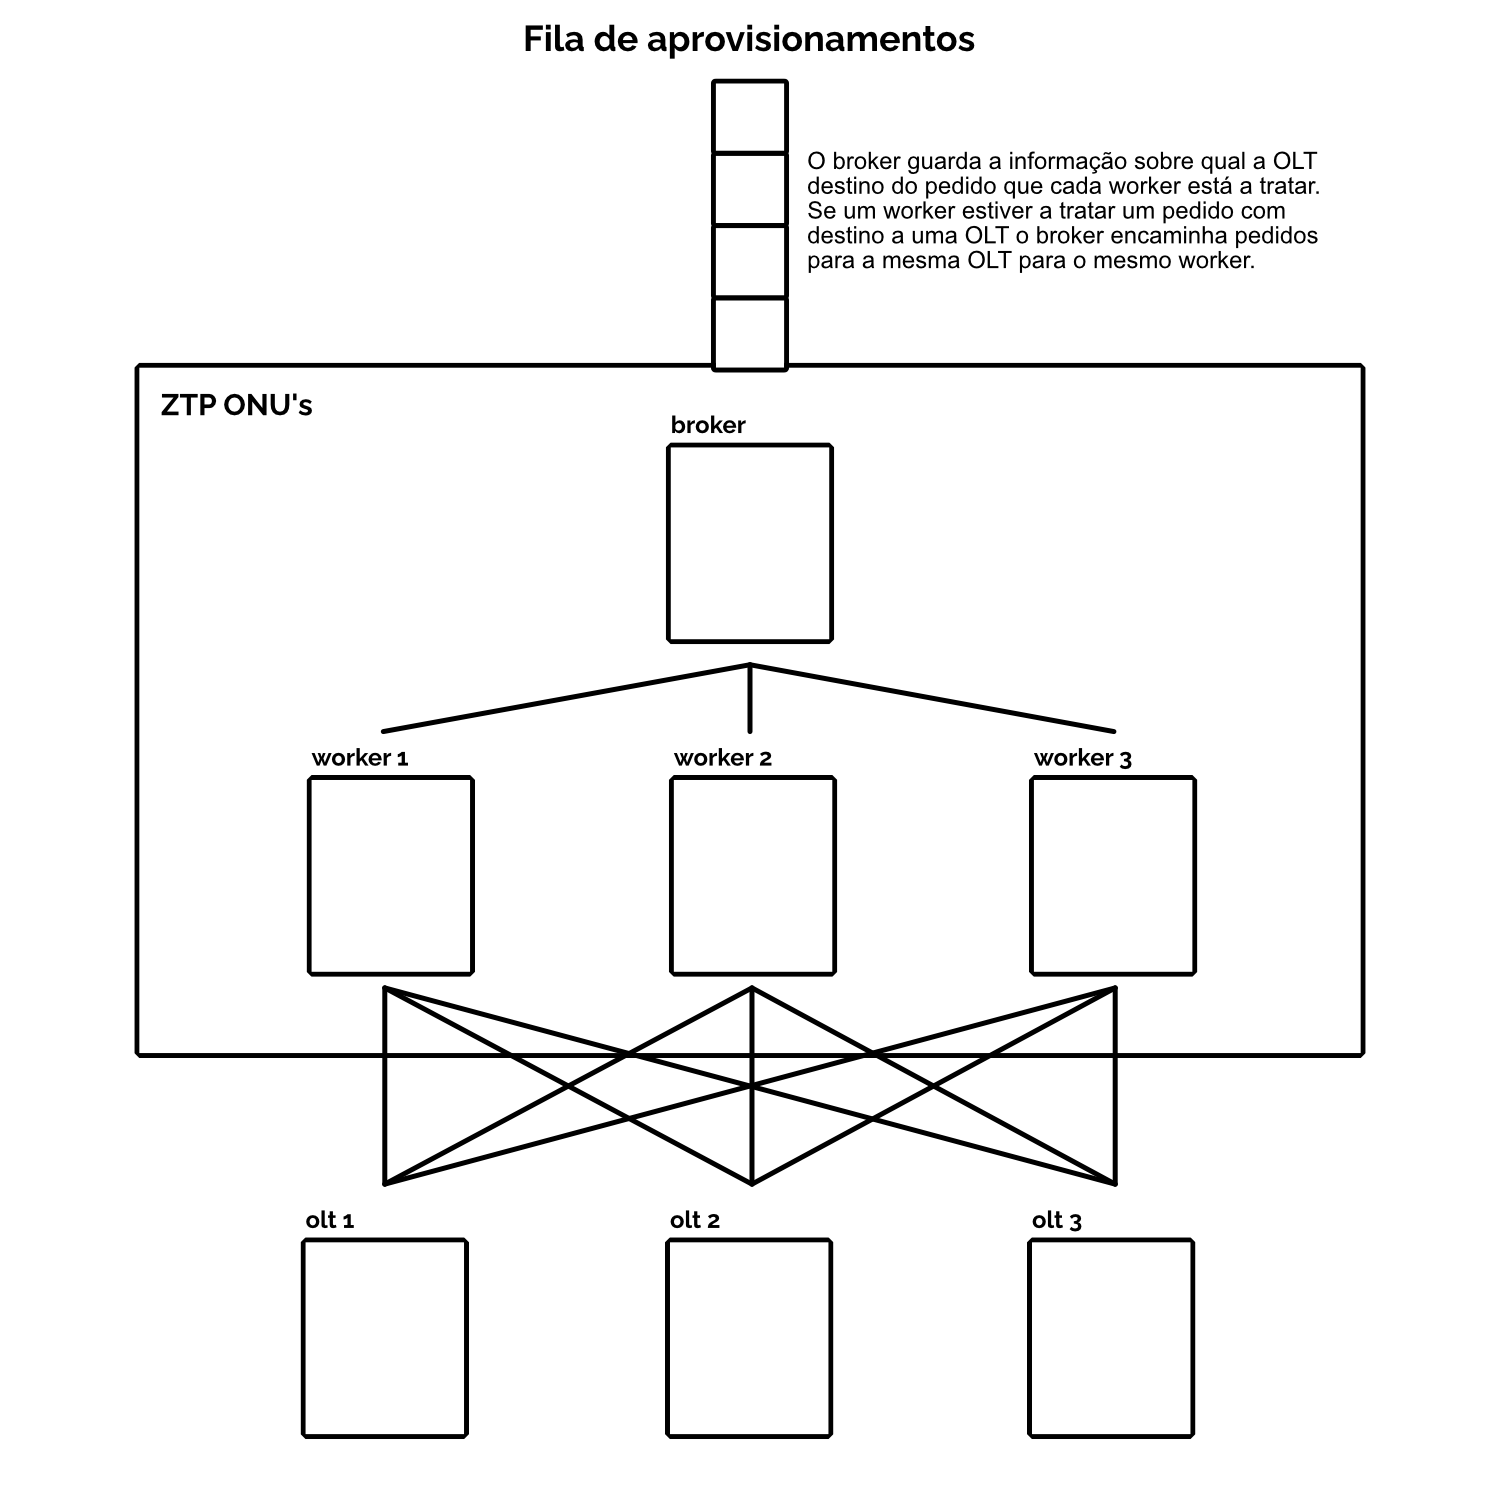 Fila de aprovisionamentos
O broker guarda a informação sobre qual a OLT
destino do pedido que cada worker está a tratar.
Se um worker estiver a tratar um pedido com
destino a uma OLT o broker encaminha pedidos
para a mesma OLT para o mesmo worker.
ZTP ONU's
broker
worker 1
worker 2
worker 3
olt 1
olt 2
olt 3